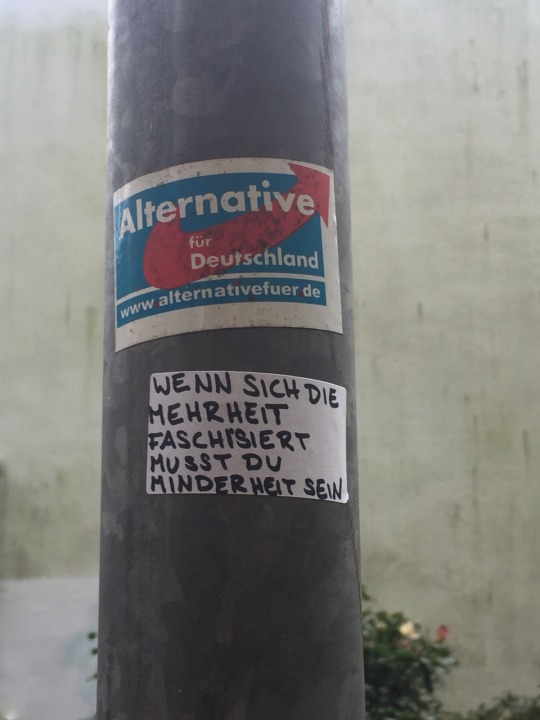 Alternative
für
Deutschland
www.alternativefuer.de
WENN SICH DIE
MEHRHEIT
FASCHISIERT
MUSST DU
MINDERHEIT SEIN